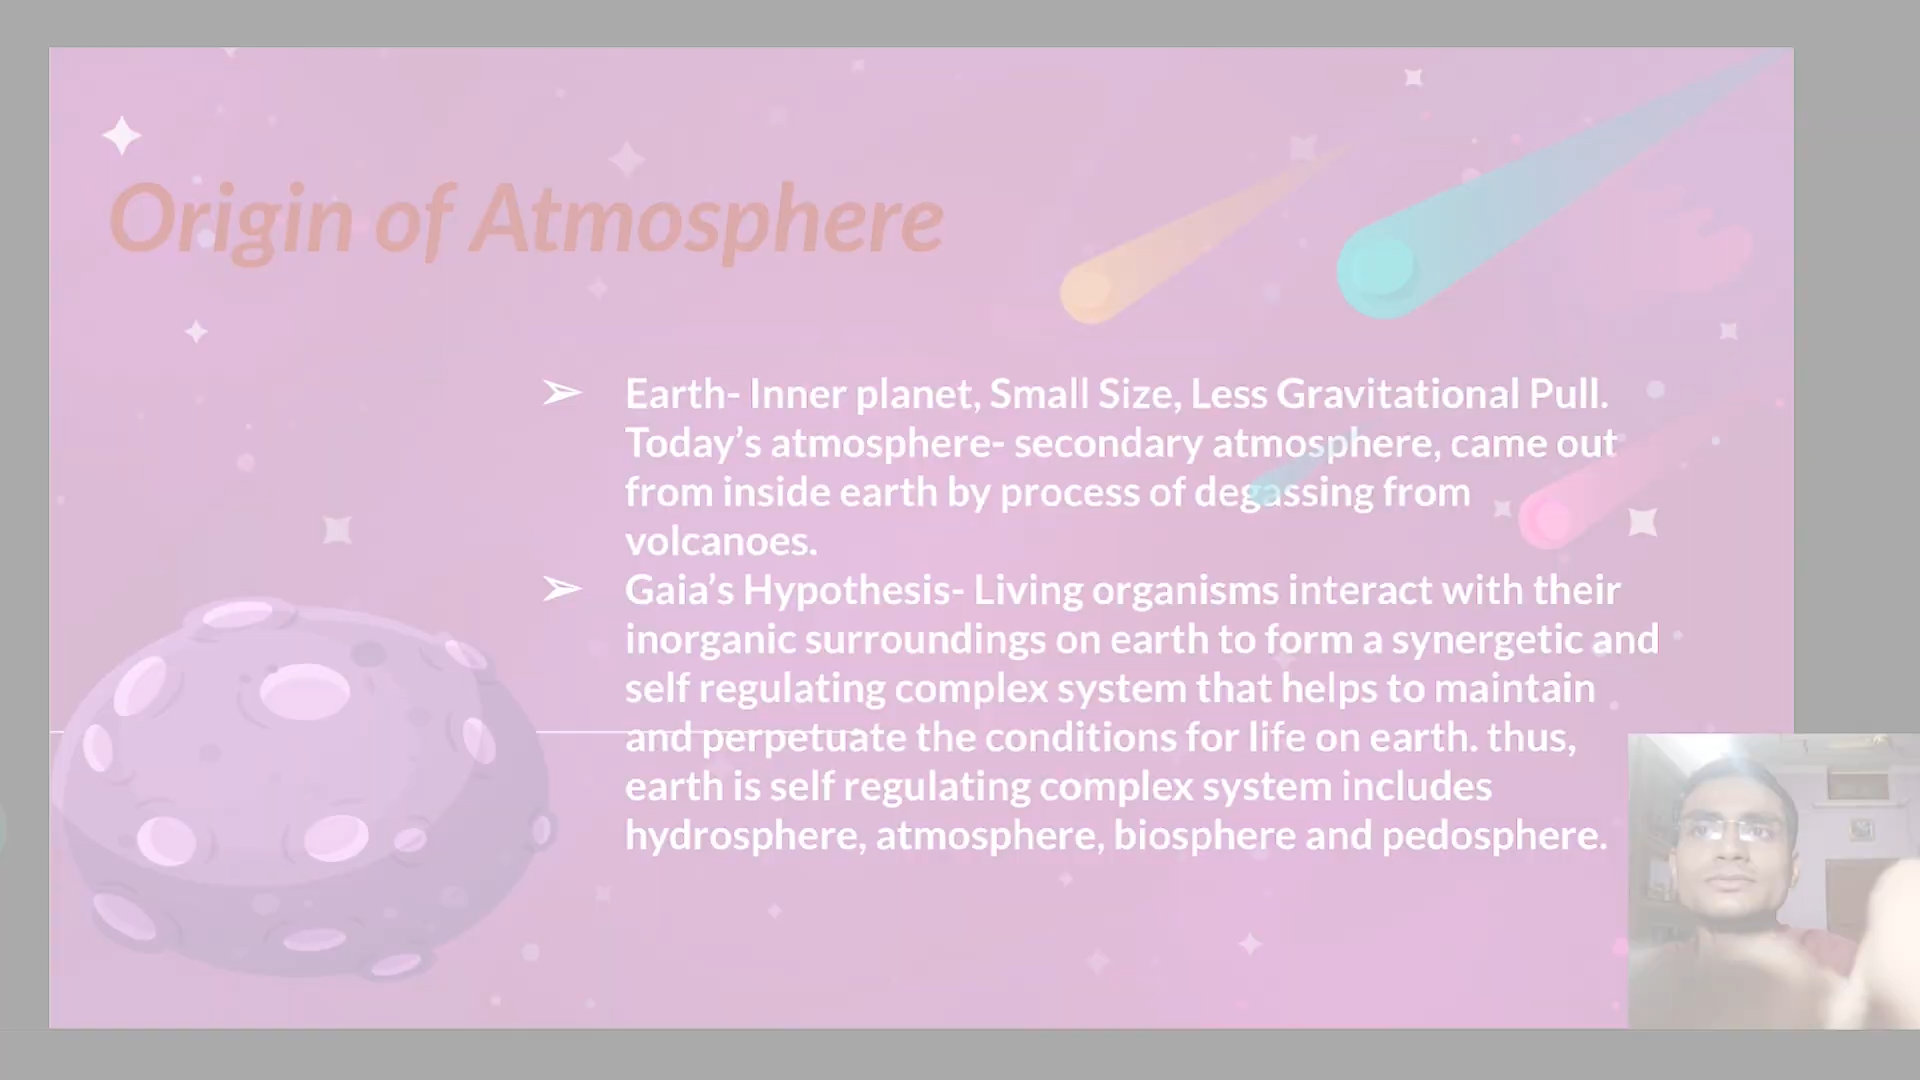 Origin of Atmosphere
➢ Earth- Inner planet, Small Size, Less Gravitational Pull.
Today’s atmosphere- secondary atmosphere, came out
from inside earth by process of degassing from
volcanoes.
➢ Gaia’s Hypothesis- Living organisms interact with their
inorganic surroundings on earth to form a synergetic and
self regulating complex system that helps to maintain
and perpetuate the conditions for life on earth. thus,
earth is self regulating complex system includes
hydrosphere, atmosphere, biosphere and pedosphere.